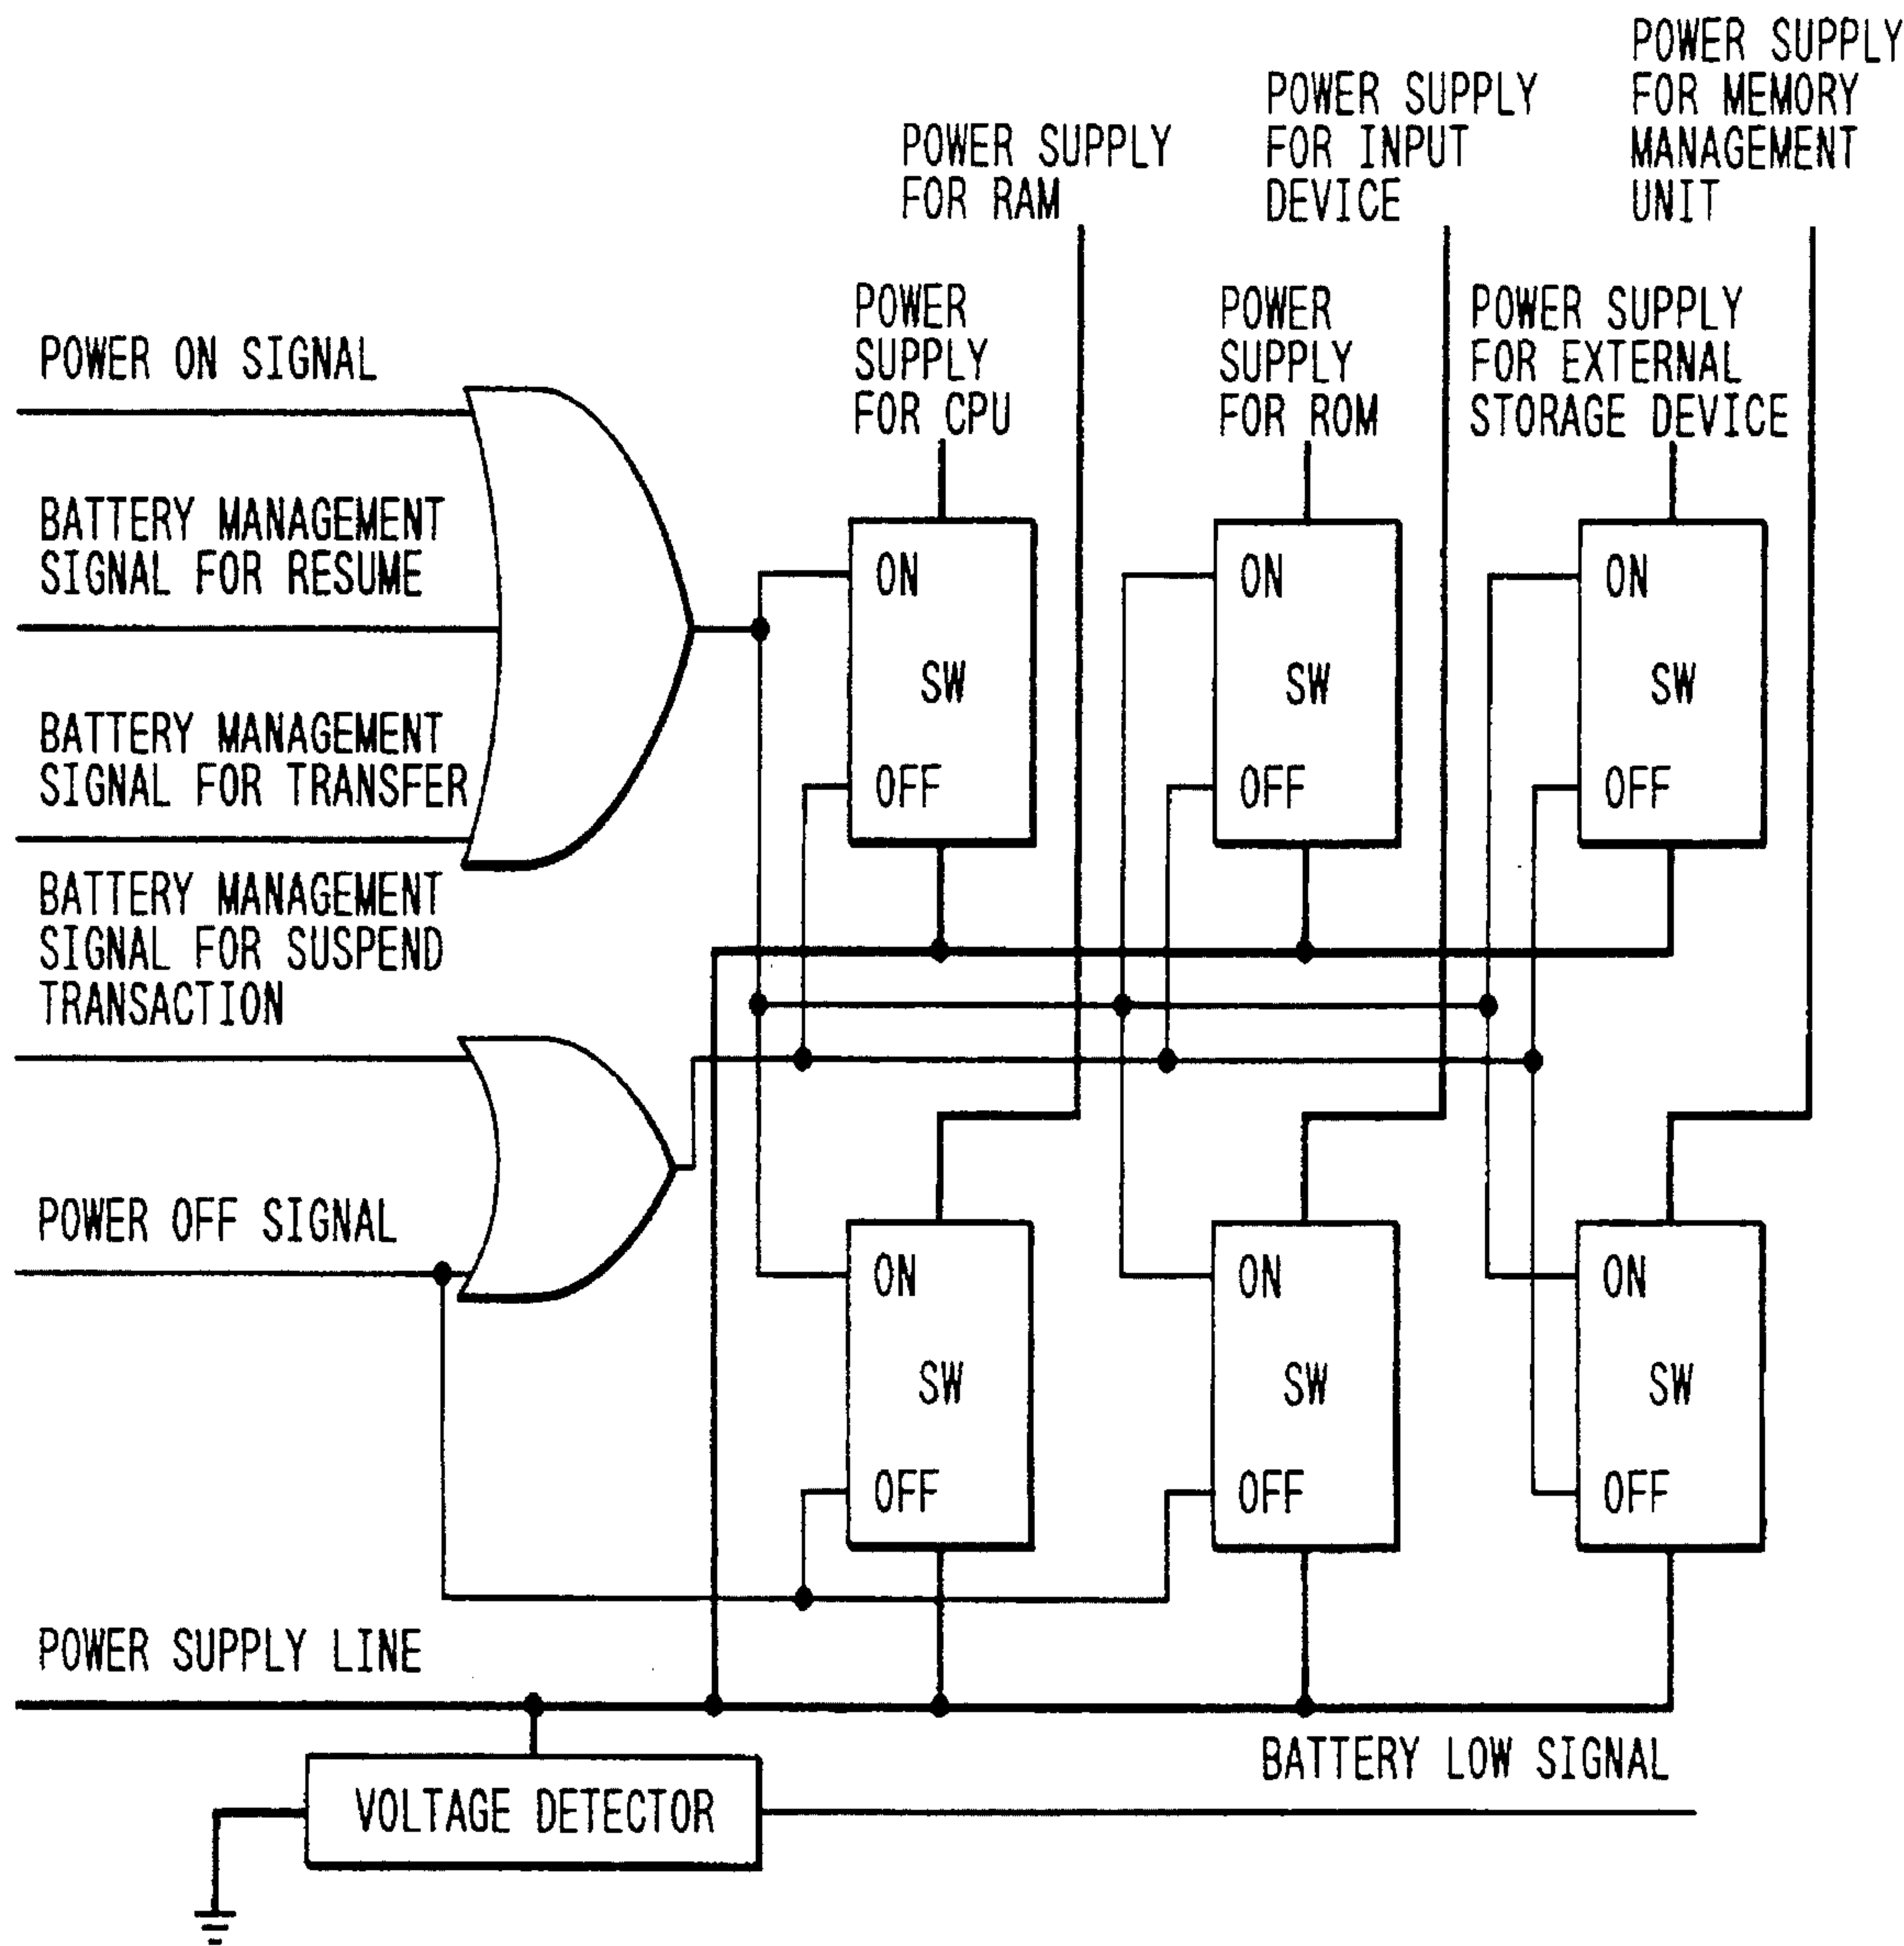 POWER SUPPLY
FOR MEMORY
MANAGEMENT
UNIT
POWER SUPPLY
FOR INPUT
DEVICE
POWER SUPPLY
FOR RAM
POWER
SUPPLY
FOR CPU
POWER
SUPPLY
FOR ROM
POWER SUPPLY
FOR EXTERNAL
STORAGE DEVICE
POWER ON SIGNAL
BATTERY MANAGEMENT
SIGNAL FOR RESUME
BATTERY MANAGEMENT
SIGNAL FOR TRANSFER
BATTERY MANAGEMENT
SIGNAL FOR SUSPEND
TRANSACTION
POWER OFF SIGNAL
ON
SW
OFF
ON
SW
OFF
ON
SW
OFF
ON
SW
OFF
ON
SW
OFF
ON
SW
OFF
POWER SUPPLY LINE
BATTERY LOW SIGNAL
VOLTAGE DETECTOR